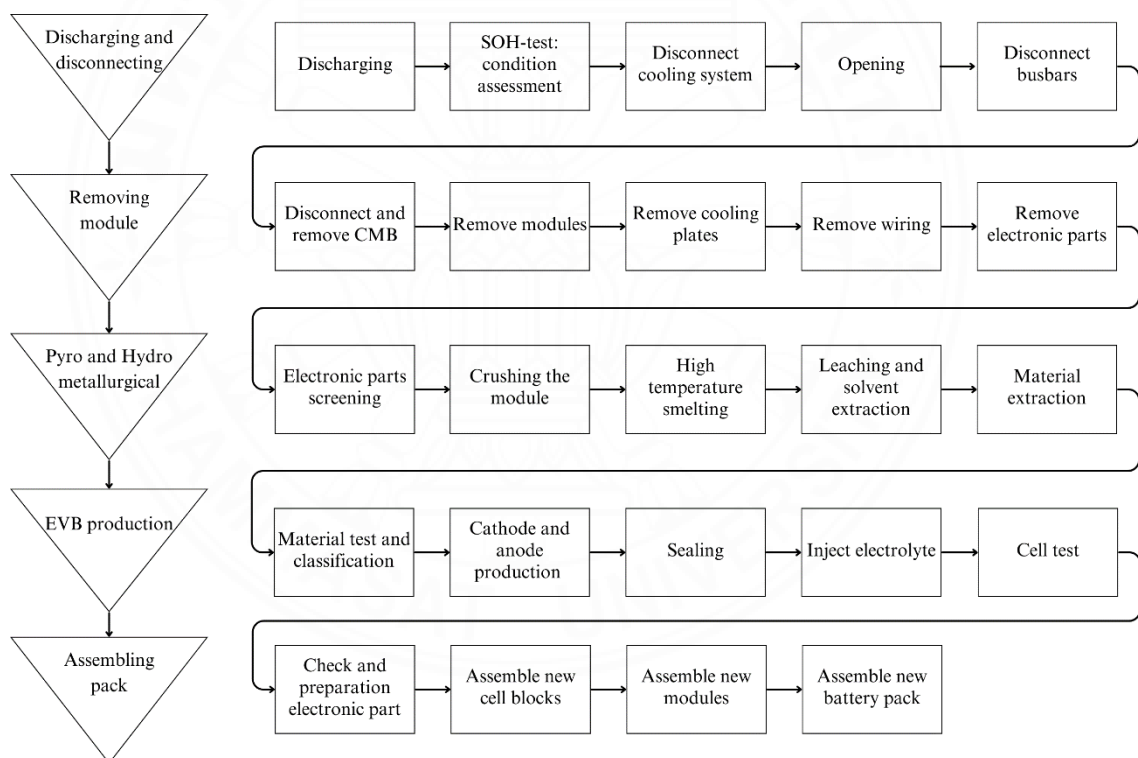 Discharging and
disconnecting
Discharging
SOH-test:
condition
assessment
Disconnect
cooling system
Opening
Disconnect
busbars
Removing
module
Disconnect and
remove CMB
Remove modules
Remove cooling
plates
Remove wiring
Remove
electronic parts
Pyro and Hydro
metallurgical
Electronic parts
screening
Crushing the
module
High
temperature
smelting
Leaching and
solvent
extraction
Material
extraction
EVB production
Material test and
classification
Cathode and
anode
production
Sealing
Inject electrolyte
Cell test
Assembling
pack
Check and
preparation
electronic part
Assemble new
cell blocks
Assemble new
modules
Assemble new
battery pack